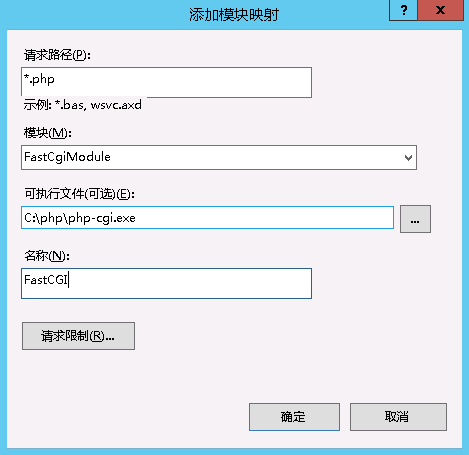 添加模块映射
? x
请求路径(P):
*.php
示例: *.bas, wsvc.axd
模块(M):
FastCgiModule
可执行文件(可选)(E):
C:\php\php-cgi.exe
...
名称(N):
FastCGI
请求限制(R)...
确定
取消